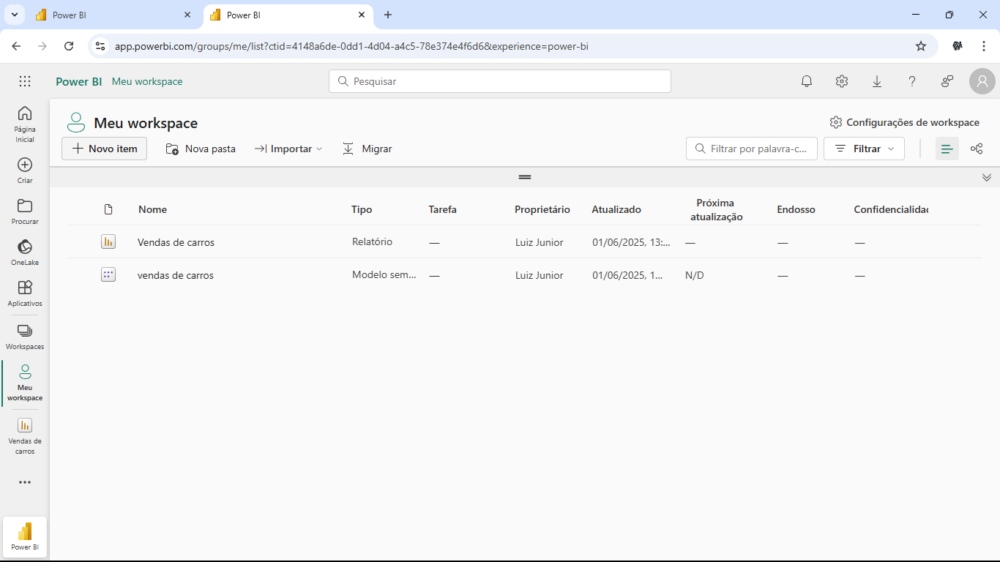 Power BI
Power BI
app.powerbi.com/groups/me/list?ctid=4148a6de-0dd1-4d04-a4c5-78e374e4f6d6&experience=power-bi
Power BI Meu workspace
Pesquisar
Página
Inicial
Criar
Procurar
OneLake
Aplicativos
Workspaces
Meu
workspace
Vendas de
carros
Power BI
Meu workspace
Configurações de workspace
Novo item Nova pasta Importar Migrar
Filtrar por palavra-c...
Filtrar
Nome Tipo Tarefa Proprietário Atualizado Próxima atualização Endosso Confidencialidad
Vendas de carros Relatório — Luiz Junior 01/06/2025, 13:... — — —
vendas de carros Modelo sem... — Luiz Junior 01/06/2025, 1... N/D — —